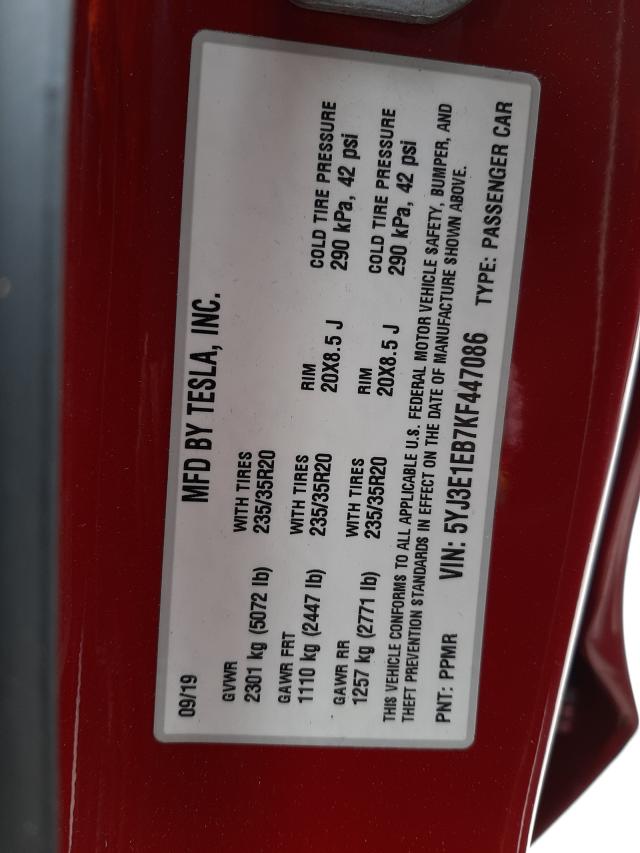 MFD BY TESLA, INC.
09/19
GVWR
2301 kg (5072 lb)
WITH TIRES
235/35R20
GAWR FRT
1110 kg (2447 lb)
WITH TIRES
235/35R20
RIM
20X8.5 J
COLD TIRE PRESSURE
290 kPa, 42 psi
GAWR RR
1257 kg (2771 lb)
WITH TIRES
235/35R20
RIM
20X8.5 J
COLD TIRE PRESSURE
290 kPa, 42 psi
THIS VEHICLE CONFORMS TO ALL APPLICABLE U.S. FEDERAL MOTOR VEHICLE SAFETY, BUMPER, AND
THEFT PREVENTION STANDARDS IN EFFECT ON THE DATE OF MANUFACTURE SHOWN ABOVE.
PNT: PPMR VIN: 5YJ3E1EB7KF447086 TYPE: PASSENGER CAR